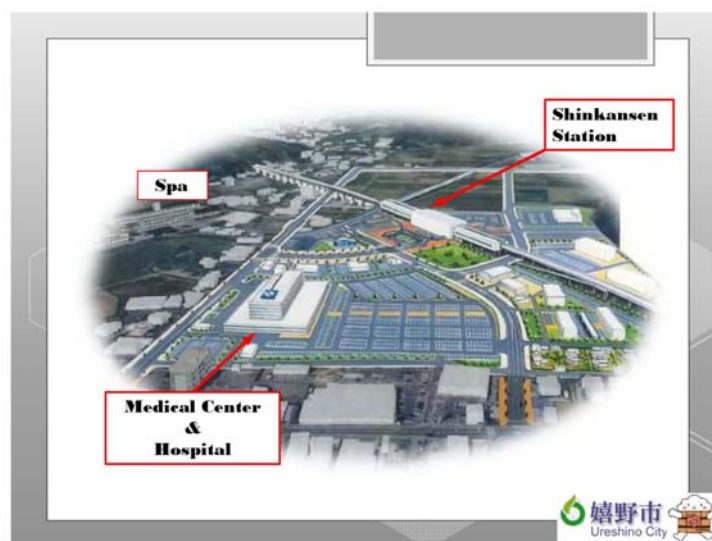 Shinkansen
Station
Spa
Medical Center
&
Hospital
嬉野市
Ureshino City